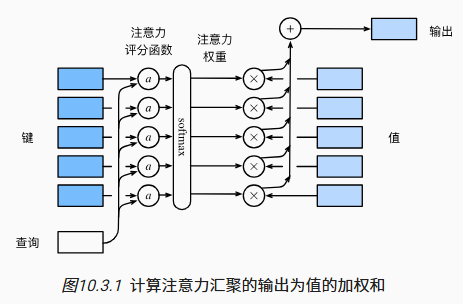 注意力
评分函数
注意力
权重
+
输出
键
a
a
a
a
a
softmax
×
×
×
×
×
值
查询
图10.3.1 计算注意力汇聚的输出为值的加权和